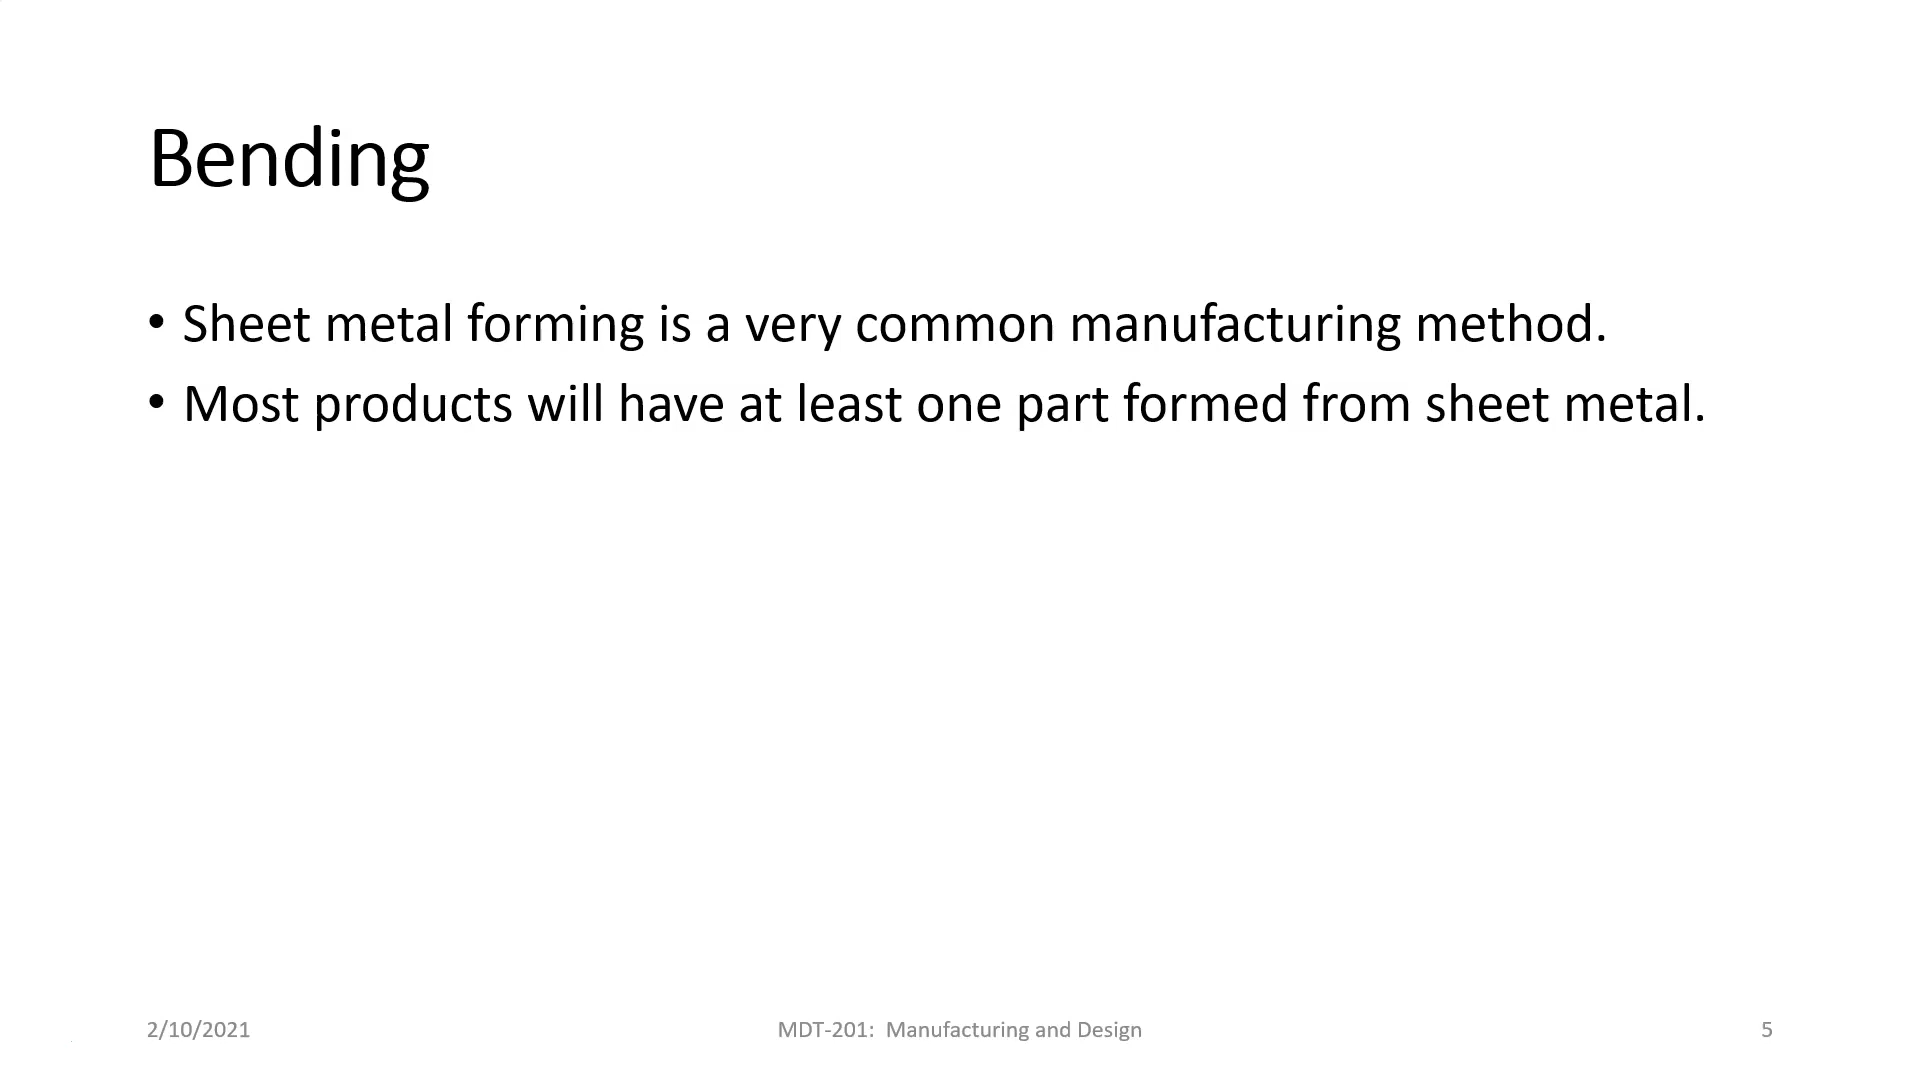 Bending
• Sheet metal forming is a very common manufacturing method.
• Most products will have at least one part formed from sheet metal.
2/10/2021
MDT-201:  Manufacturing and Design
5